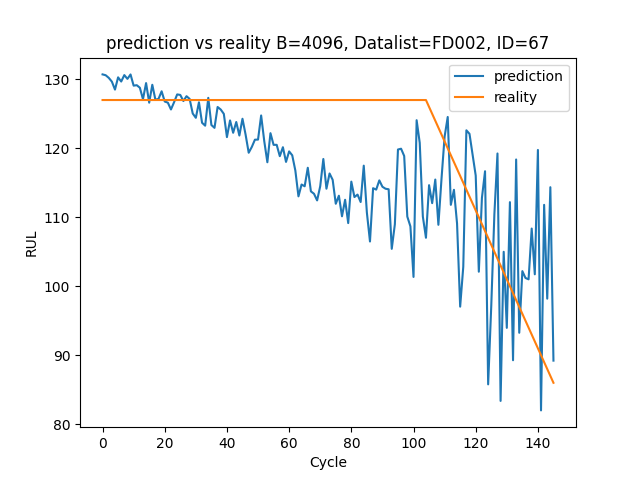 prediction vs reality B=4096, Datalist=FD002, ID=67
prediction
reality
130
120
110
100
90
80
RUL
0 20 40 60 80 100 120 140
Cycle